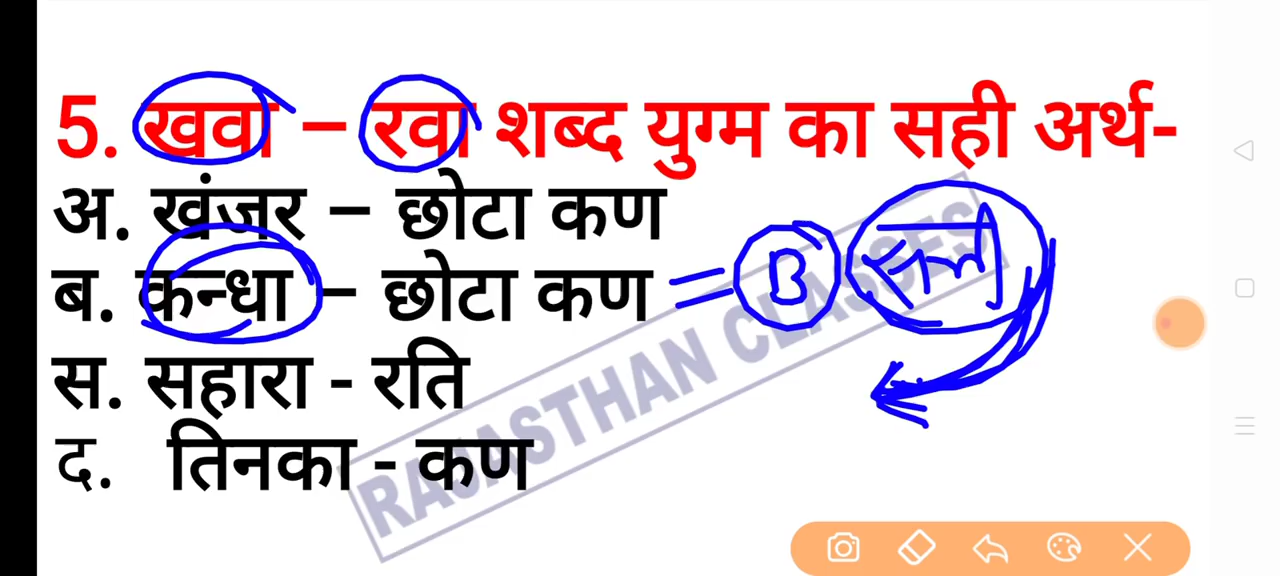 5. खवा – रवा शब्द युग्म का सही अर्थ-
अ. खंजर – छोटा कण
ब. कन्धा – छोटा कण = B
स. सहारा - रति
द. तिनका - कण
RAJASTHAN CLASSES